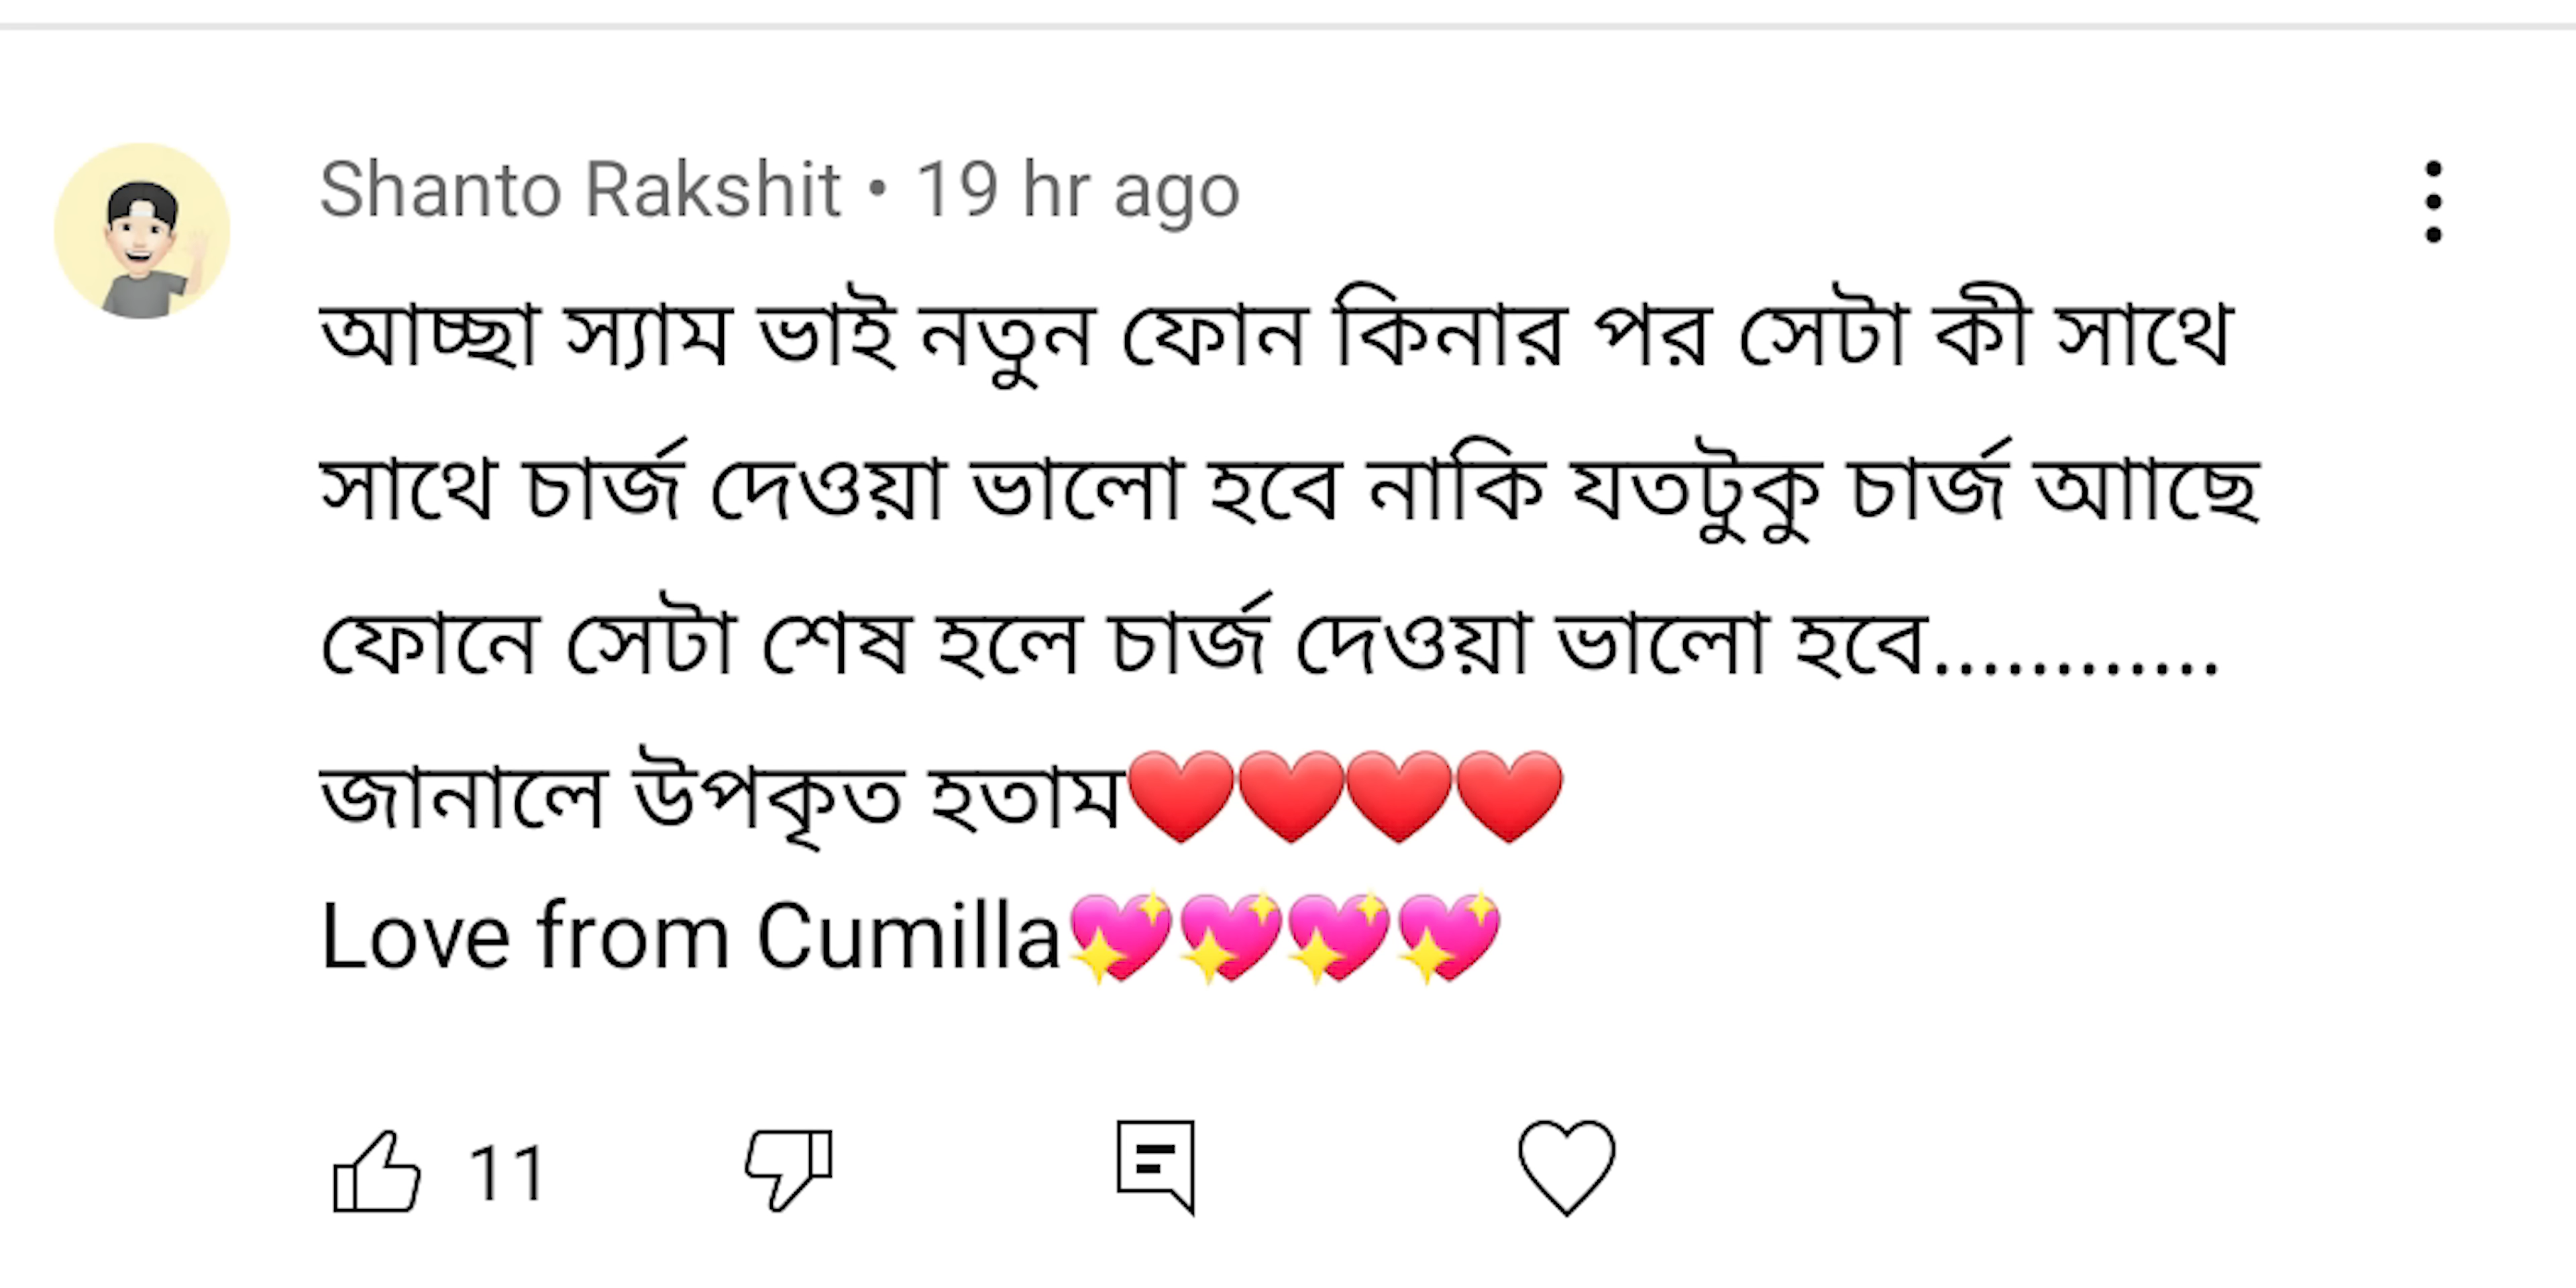 Shanto Rakshit • 19 hr ago
আচ্ছা স্যাম ভাই নতুন ফোন কিনার পর সেটা কী সাথে
সাথে চার্জ দেওয়া ভালো হবে নাকি যতটুকু চার্জ আাছে
ফোনে সেটা শেষ হলে চার্জ দেওয়া ভালো হবে............
জানালে উপকৃত হতাম❤️❤️❤️❤️
Love from Cumilla💖💖💖💖
11